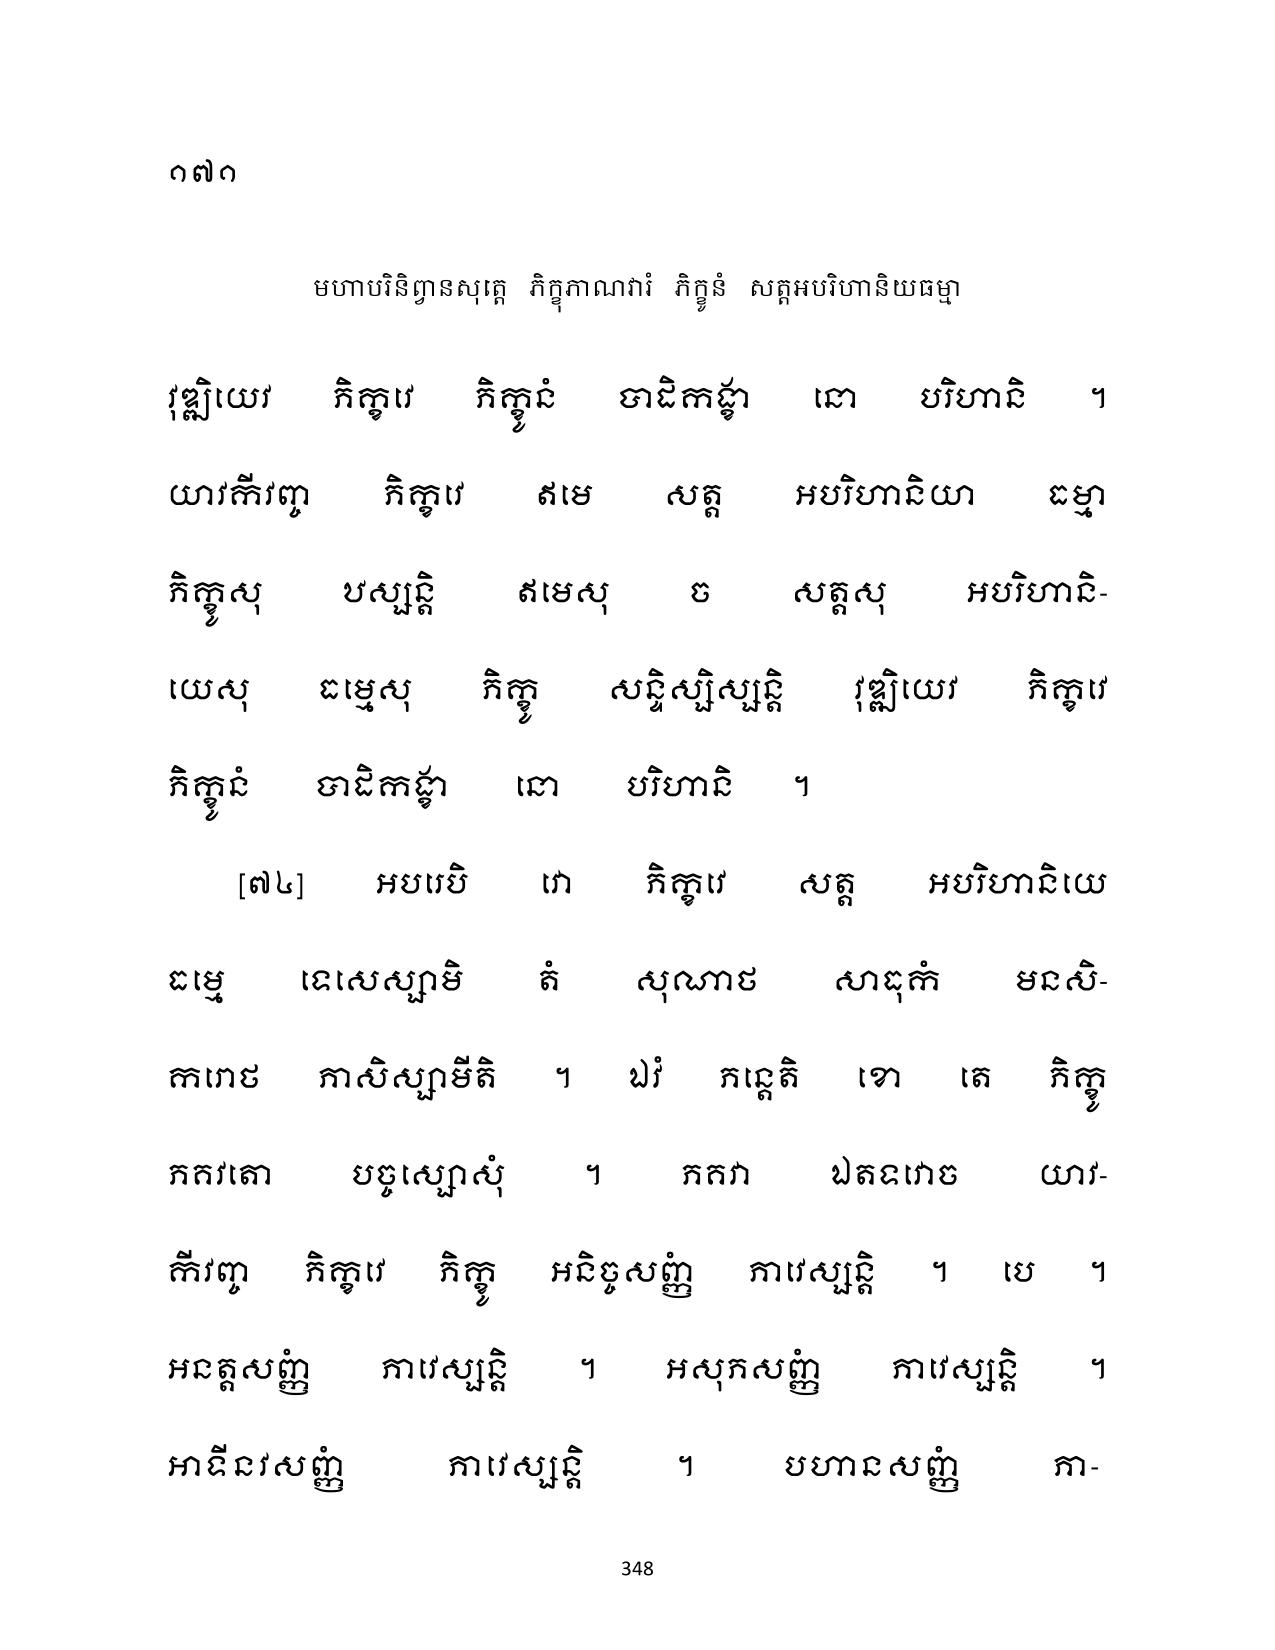 ១៧១
មហាបរិនិព្វានសុត្តេ ភិក្ខុភាណវារំ ភិក្ខូនំ សត្តអបរិហានិយធម្មា
វុឌ្ឍិយេវ ភិក្ខវេ ភិក្ខូនំ បាដិកង្ខា នោ បរិហានិ ។
យាវកីវញ្ច ភិក្ខវេ ឥមេ សត្ត អបរិហានិយា ធម្មា
ភិក្ខូសុ ឋស្សន្តិ ឥមេសុ ច សត្តសុ អបរិហានិ-
យេសុ ធម្មេសុ ភិក្ខូ សន្ទិស្សិស្សន្តិ វុឌ្ឍិយេវ ភិក្ខវេ
ភិក្ខូនំ បាដិកង្ខា នោ បរិហានិ ។
[៧៤] អបរេបិ វោ ភិក្ខវេ សត្ត អបរិហានិយេ
ធម្មេ ទេសេស្សាមិ តំ សុណាថ សាធុកំ មនសិ-
ករោថ ភាសិស្សាមីតិ ។ ឯវំ ភន្តេតិ ខោ តេ ភិក្ខូ
ភគវតោ បច្ចស្សោសុំ ។ ភគវា ឯតទវោច យាវ-
កីវញ្ច ភិក្ខវេ ភិក្ខូ អនិច្ចសញ្ញំ ភាវេស្សន្តិ ។ បេ ។
អនត្តសញ្ញំ ភាវេស្សន្តិ ។ អសុភសញ្ញំ ភាវេស្សន្តិ ។
អាទីនវសញ្ញំ ភាវេស្សន្តិ ។ បហានសញ្ញំ ភា-
348